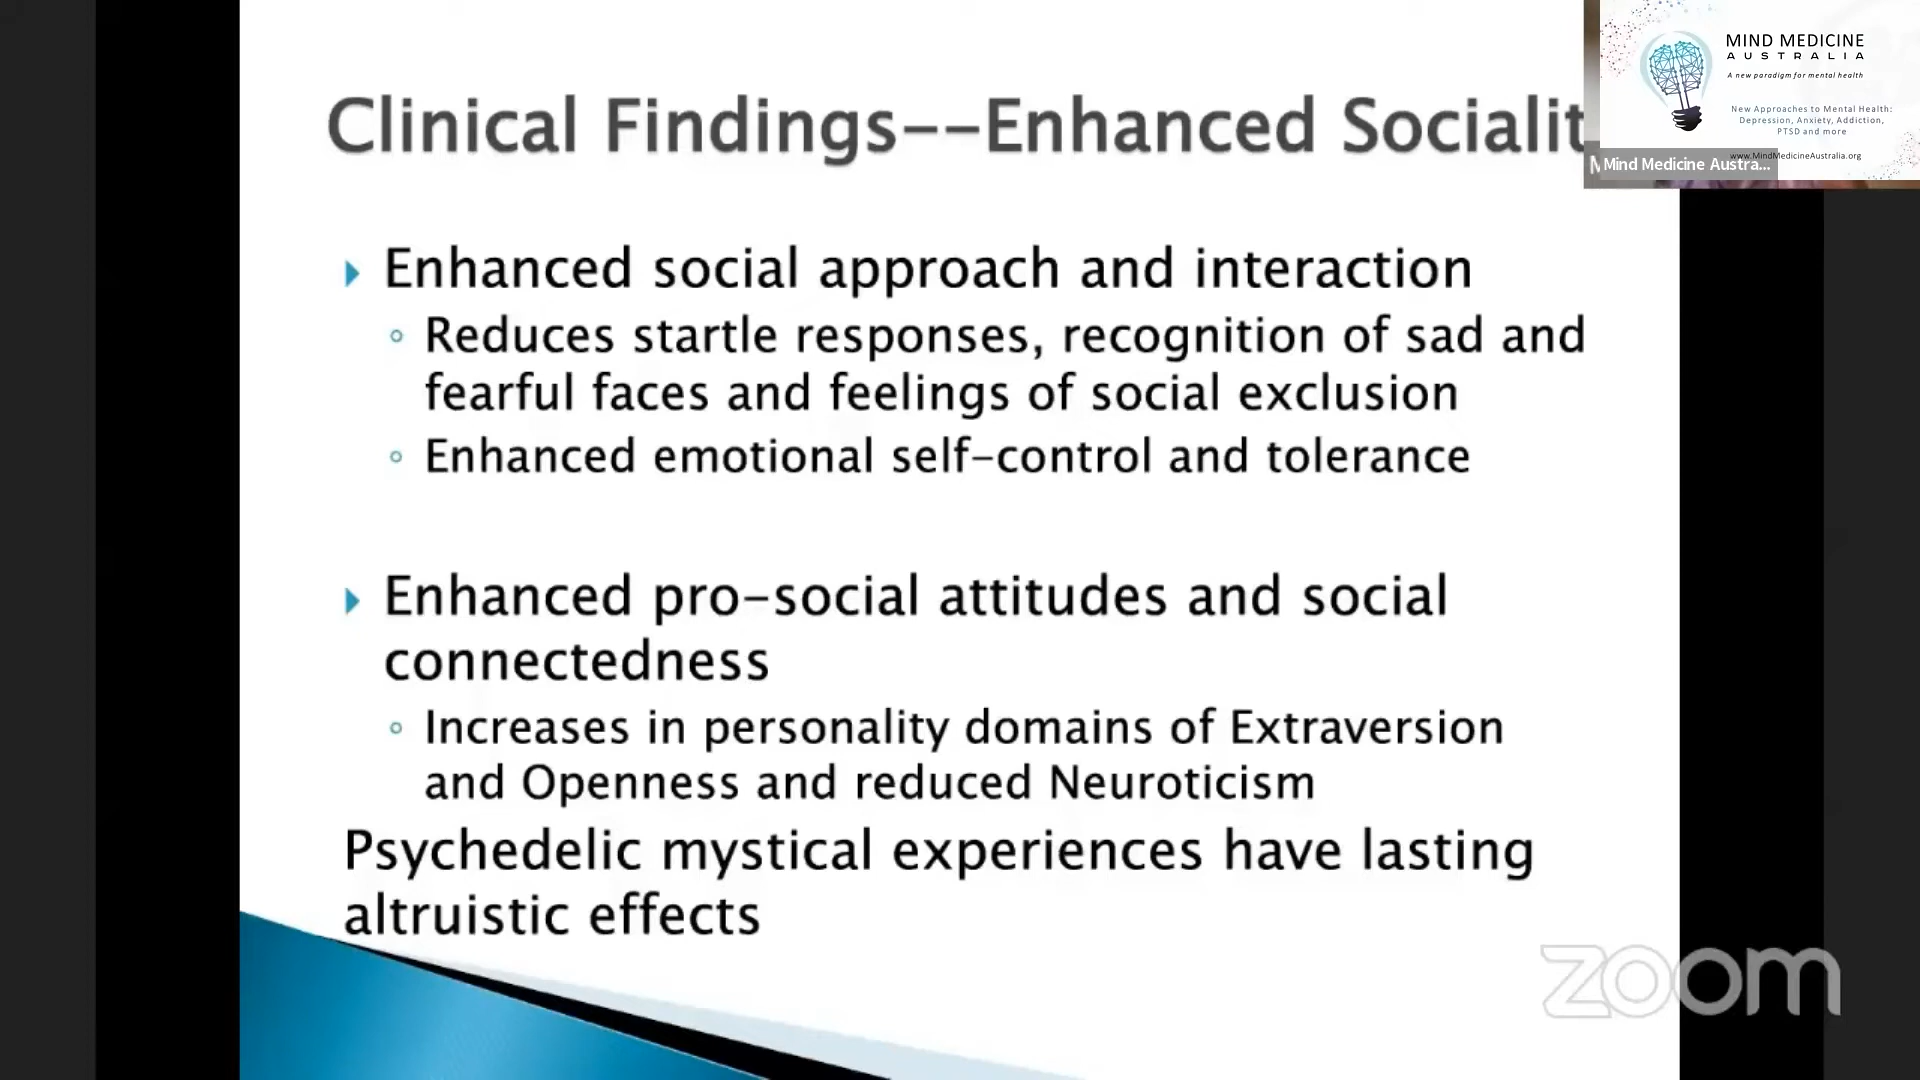 Clinical Findings--Enhanced Socialit
Enhanced social approach and interaction
Reduces startle responses, recognition of sad and
fearful faces and feelings of social exclusion
Enhanced emotional self-control and tolerance
Enhanced pro-social attitudes and social
connectedness
Increases in personality domains of Extraversion
and Openness and reduced Neuroticism
Psychedelic mystical experiences have lasting
altruistic effects
MIND MEDICINE
AUSTRALIA
A new paradigm for mental health
New Approaches to Mental Health:
Depression, Anxiety, Addiction,
PTSD and more
www.MindMedicineAustralia.org
Mind Medicine Austra...
zoom